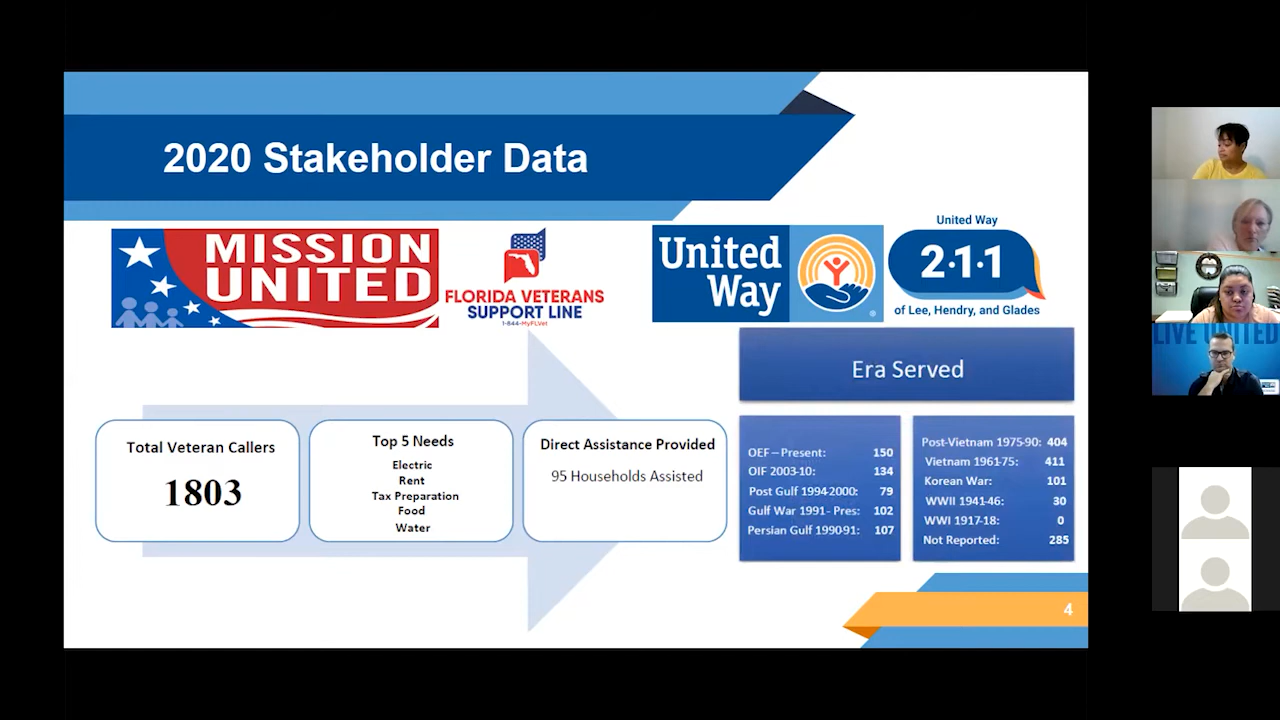 2020 Stakeholder Data
MISSION
UNITED
FLORIDA VETERANS
SUPPORT LINE
1-844-MyFLVet
United
Way
United Way
2·1·1
of Lee, Hendry, and Glades
Total Veteran Callers
1803
Top 5 Needs
Electric
Rent
Tax Preparation
Food
Water
Direct Assistance Provided
95 Households Assisted
Era Served
OEF – Present: 150
OIF 2003-10: 134
Post Gulf 1994-2000: 79
Gulf War 1991- Pres: 102
Persian Gulf 1990-91: 107
Post-Vietnam 1975-90: 404
Vietnam 1961-75: 411
Korean War: 101
WWII 1941-46: 30
WWI 1917-18: 0
Not Reported: 285
4
LIVE UNITED